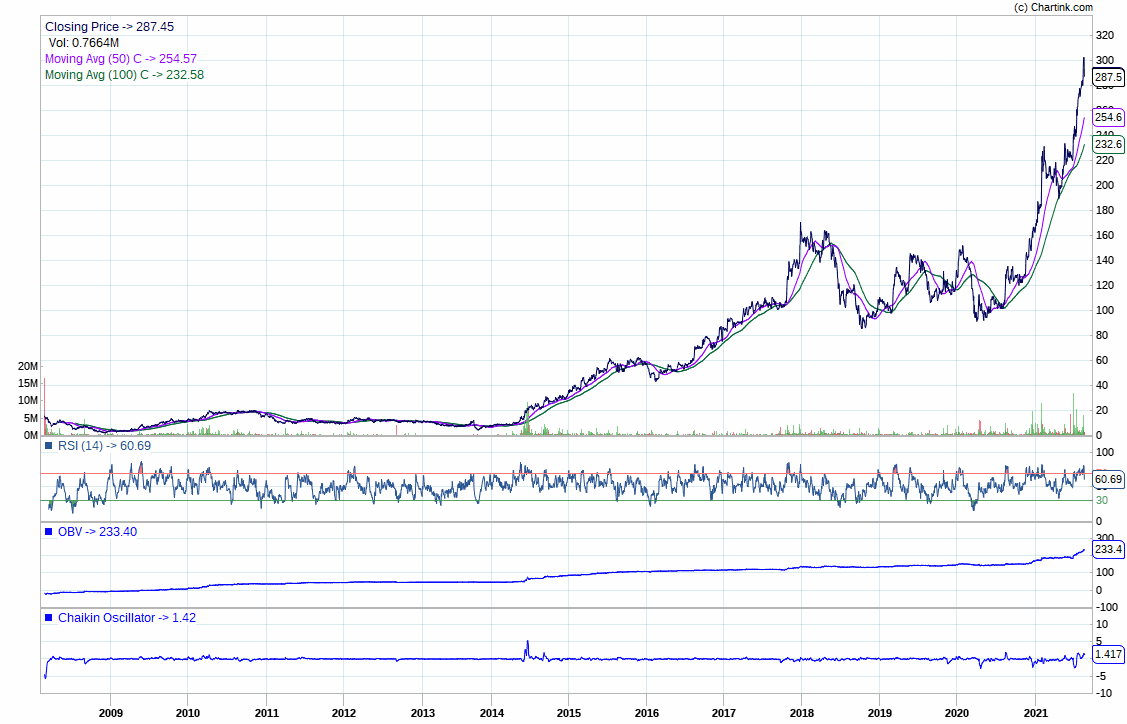 (c) Chartink.com
Closing Price -> 287.45
Vol: 0.7664M
Moving Avg (50) C -> 254.57
Moving Avg (100) C -> 232.58
320
300
287.5
254.6
240
232.6
220
200
180
160
140
120
100
80
60
40
20
0
20M
15M
10M
5M
0M
RSI (14) -> 60.69
100
60.69
30
0
OBV -> 233.40
300
233.4
100
0
-100
Chaikin Oscillator -> 1.42
10
5
1.417
-5
-10
2009 2010 2011 2012 2013 2014 2015 2016 2017 2018 2019 2020 2021